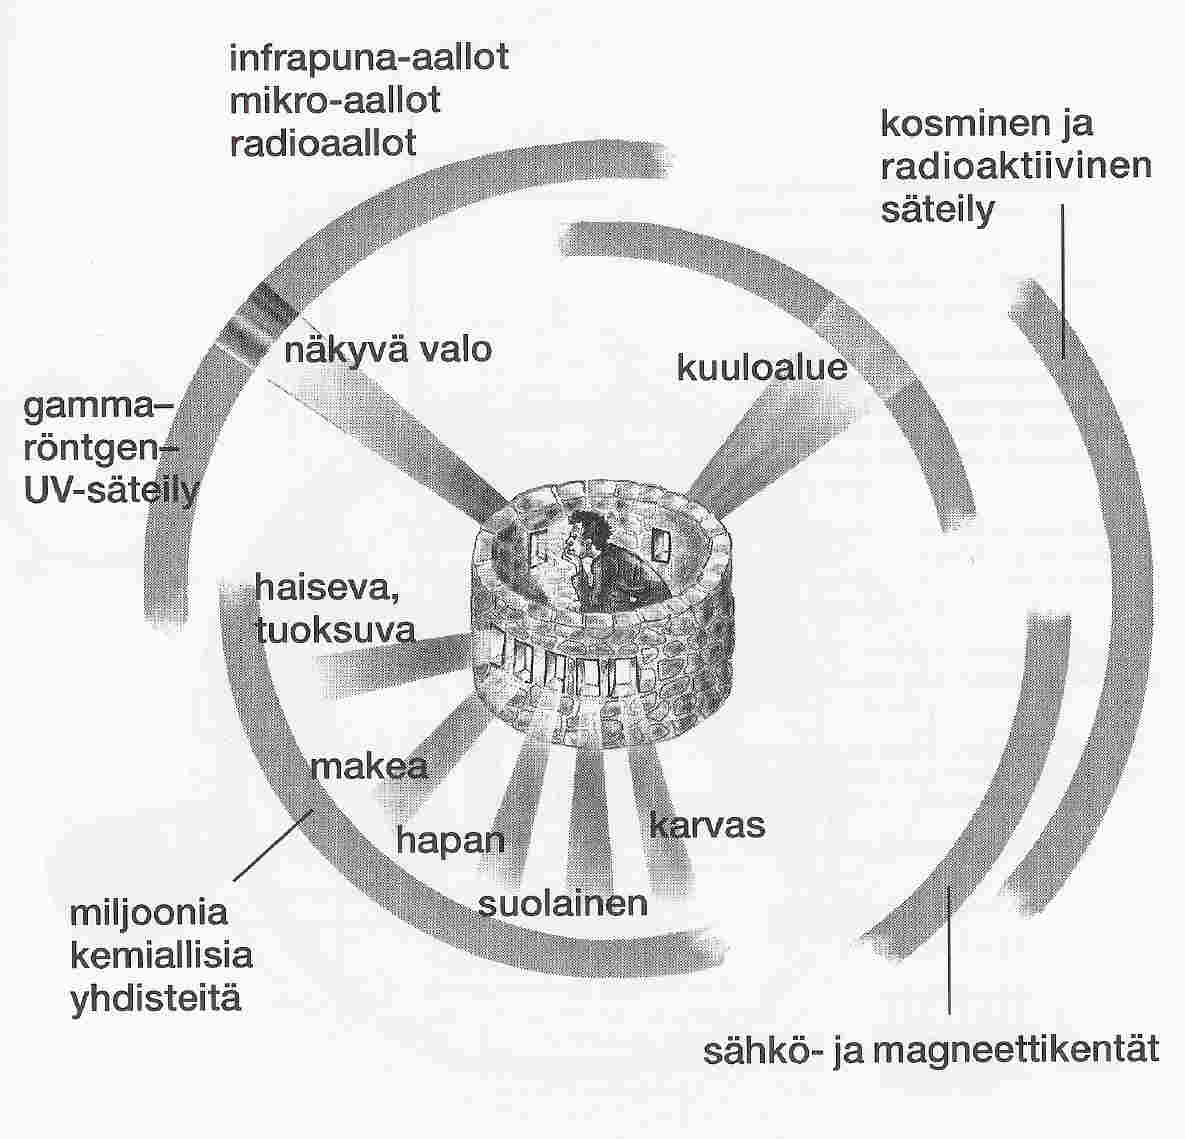 infrapuna-aallot
mikro-aallot
radioaallot
kosminen ja
radioaktiivinen
säteily
näkyvä valo
kuuloalue
gamma–
röntgen–
UV-säteily
haiseva,
tuoksuva
makea
hapan
karvas
suolainen
miljoonia
kemiallisia
yhdisteitä
sähkö- ja magneettikentät